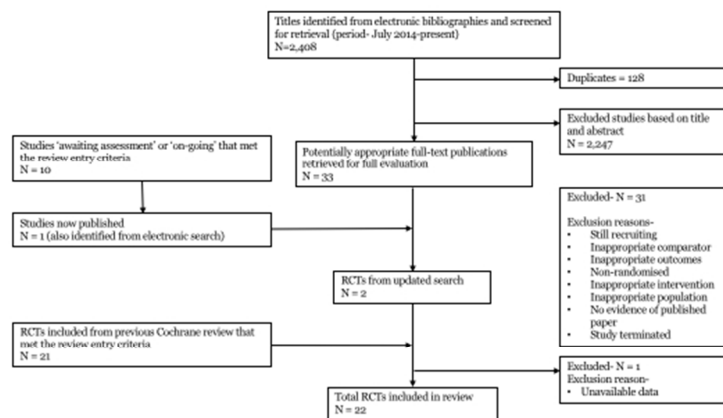 Titles identified from electronic bibliographies and screened
for retrieval (period- July 2014-present)
N=2,408
Duplicates = 128
Excluded studies based on title
and abstract
N = 2,247
Studies 'awaiting assessment' or 'on-going' that met
the review entry criteria
N = 10
Potentially appropriate full-text publications
retrieved for full evaluation
N = 33
Studies now published
N = 1 (also identified from electronic search)
Excluded- N = 31
Exclusion reasons-
• Still recruiting
• Inappropriate comparator
• Inappropriate outcomes
• Non-randomised
• Inappropriate intervention
• Inappropriate population
• No evidence of published
paper
• Study terminated
RCTs from updated search
N = 2
RCTs included from previous Cochrane review that
met the review entry criteria
N = 21
Excluded- N = 1
Exclusion reason-
• Unavailable data
Total RCTs included in review
N = 22